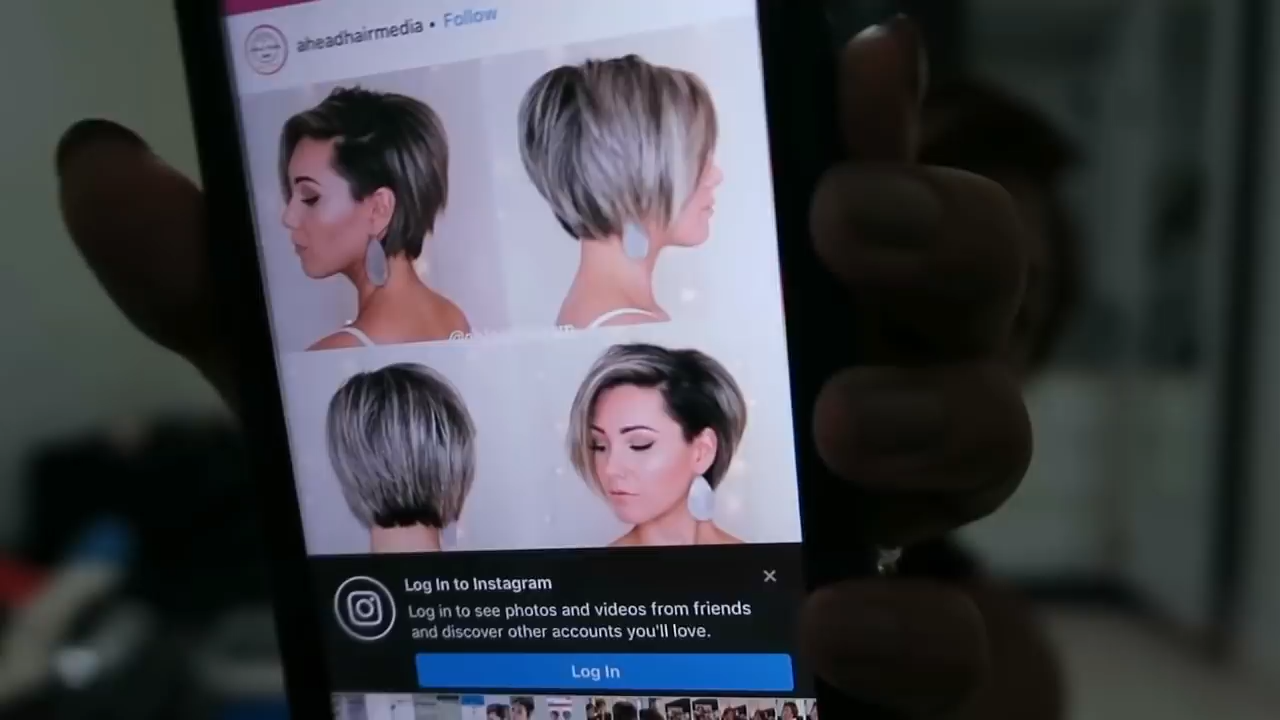 aheadhairmedia • Follow
Log In to Instagram
Log in to see photos and videos from friends
and discover other accounts you'll love.
Log In